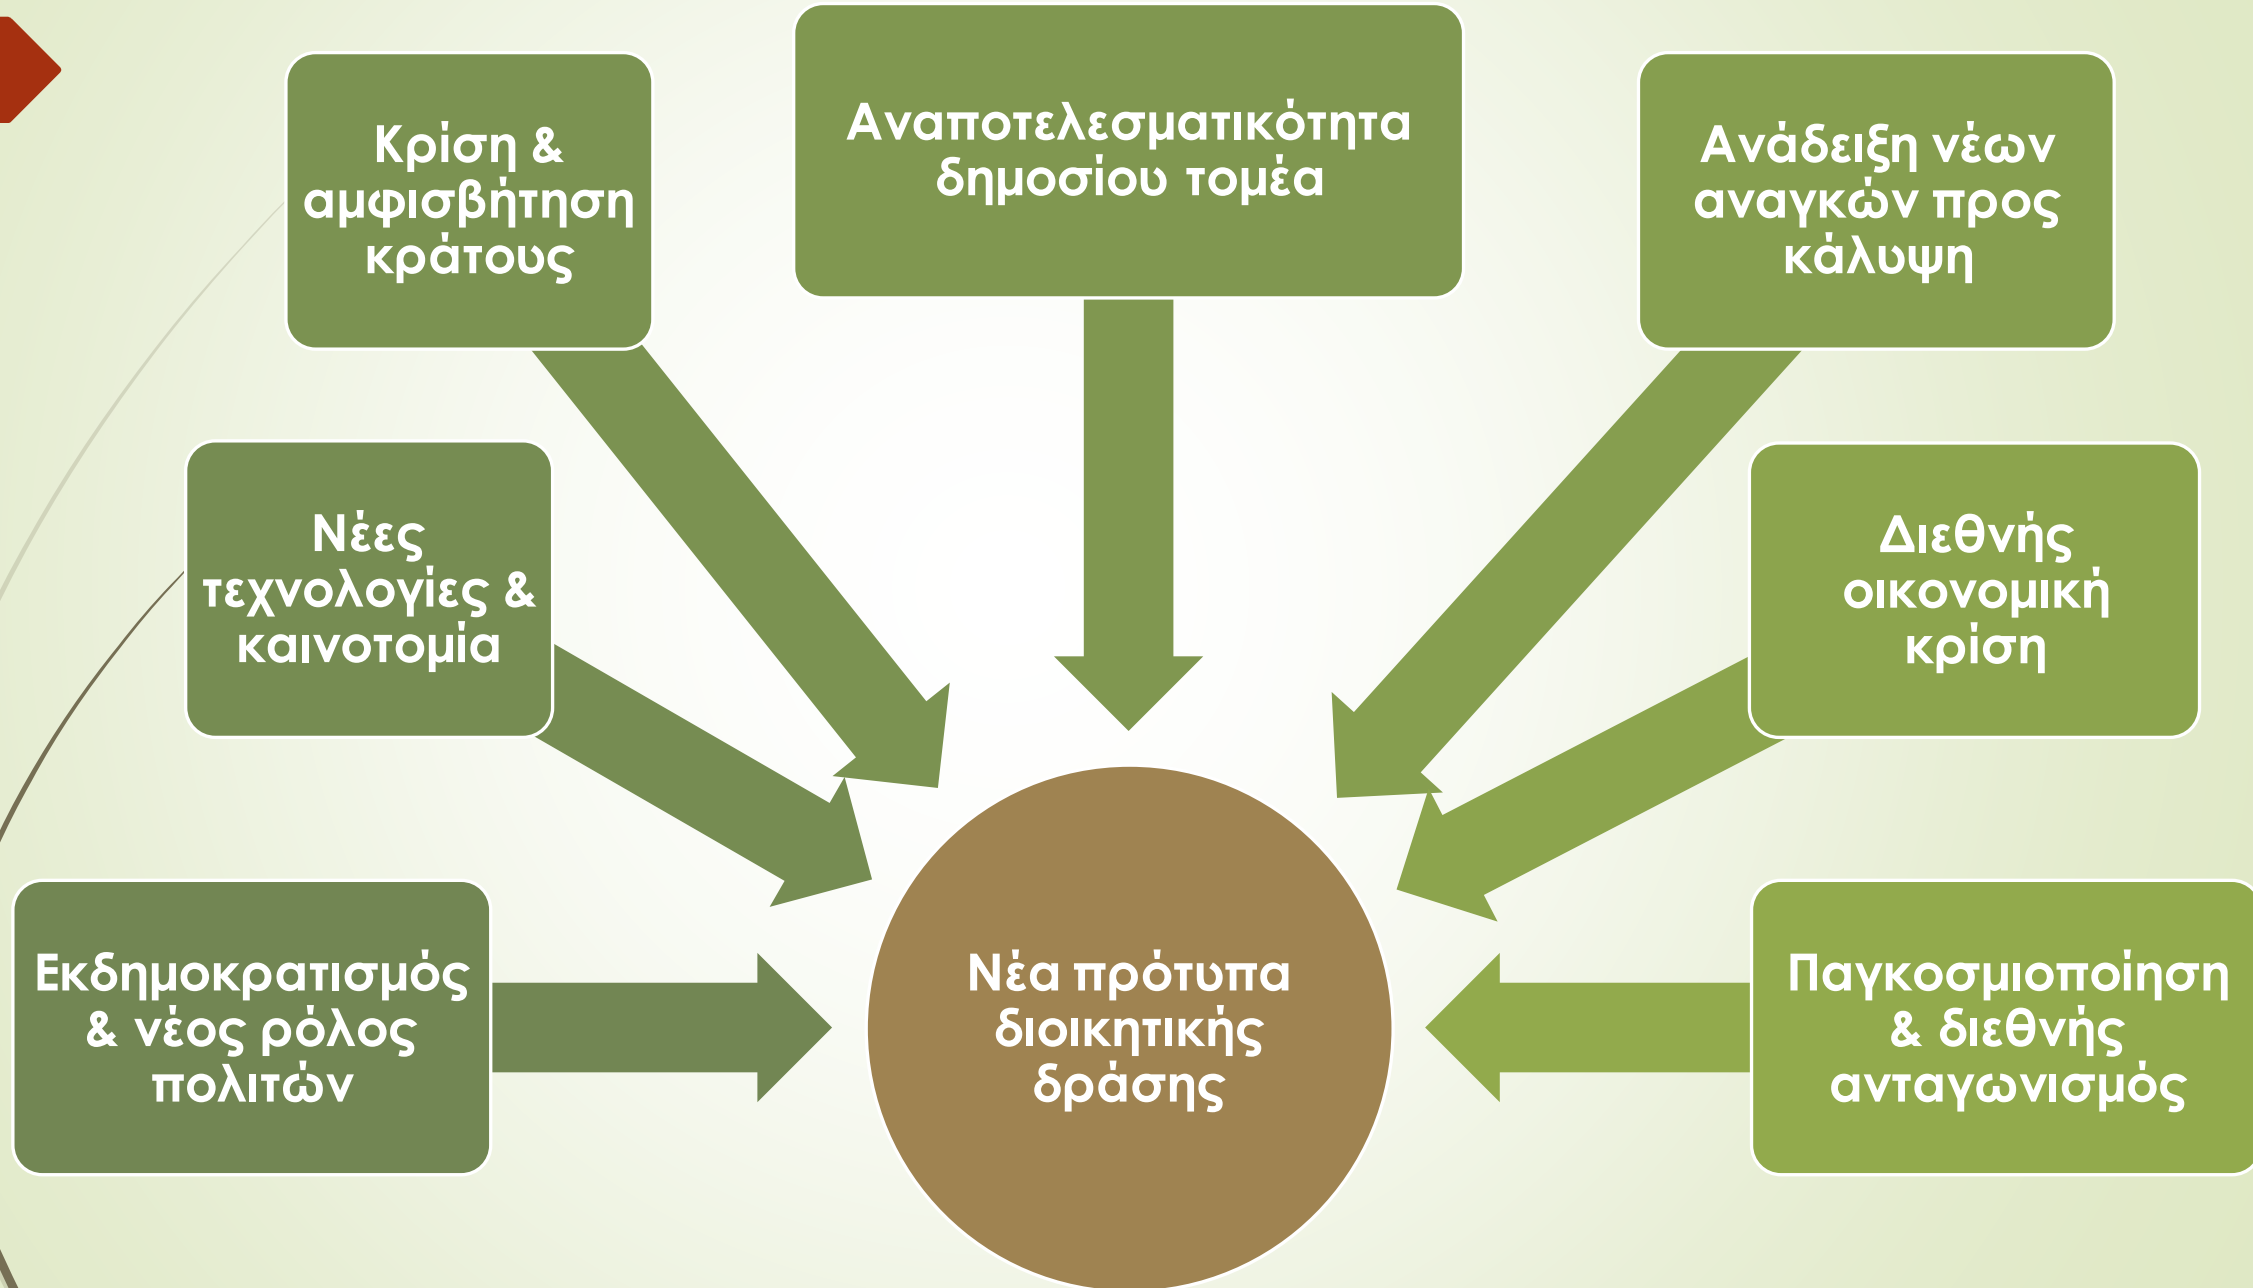 Κρίση &
αμφισβήτηση
κράτους
Αναποτελεσματικότητα
δημοσίου τομέα
Ανάδειξη νέων
αναγκών προς
κάλυψη
Νέες
τεχνολογίες &
καινοτομία
Διεθνής
οικονομική
κρίση
Εκδημοκρατισμός
& νέος ρόλος
πολιτών
Νέα πρότυπα
διοικητικής
δράσης
Παγκοσμιοποίηση
& διεθνής
ανταγωνισμός